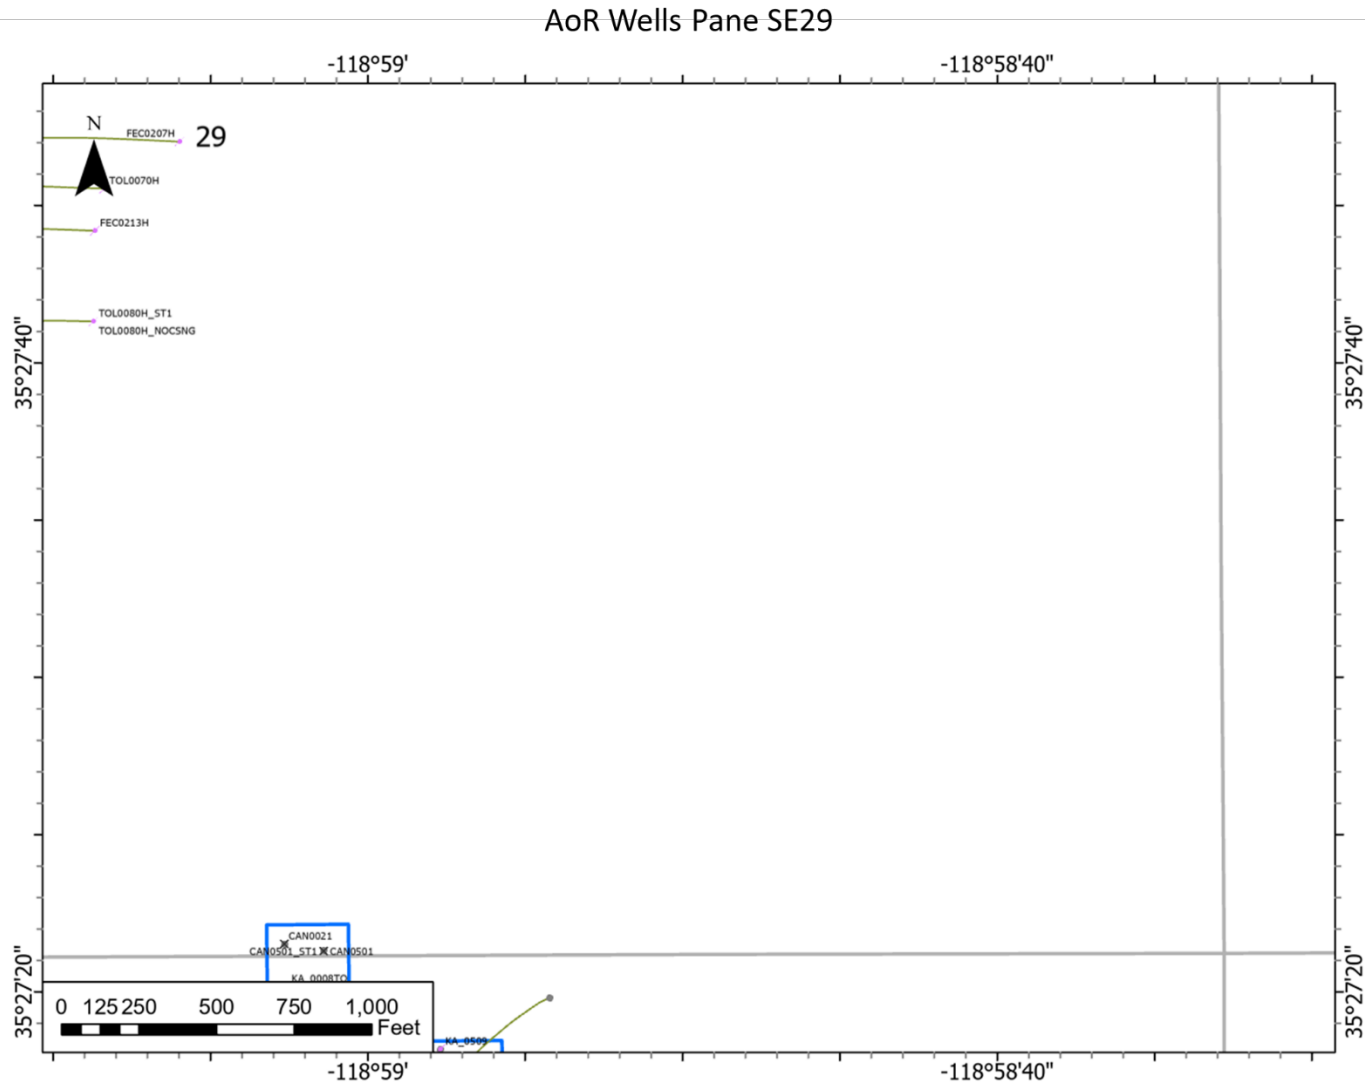 AoR Wells Pane SE29
-118°59' -118°58'40"
N
FEC0207H 29
TOL0070H
FEC0213H
TOL0080H_ST1
TOL0080H_NOCSNG
35°27'40" 35°27'40"
CAN0021
CAN0501_ST1 CAN0501
KA_0008TO
35°27'20" 35°27'20"
0 125 250 500 750 1,000
Feet
KA_0509
-118°59' -118°58'40"